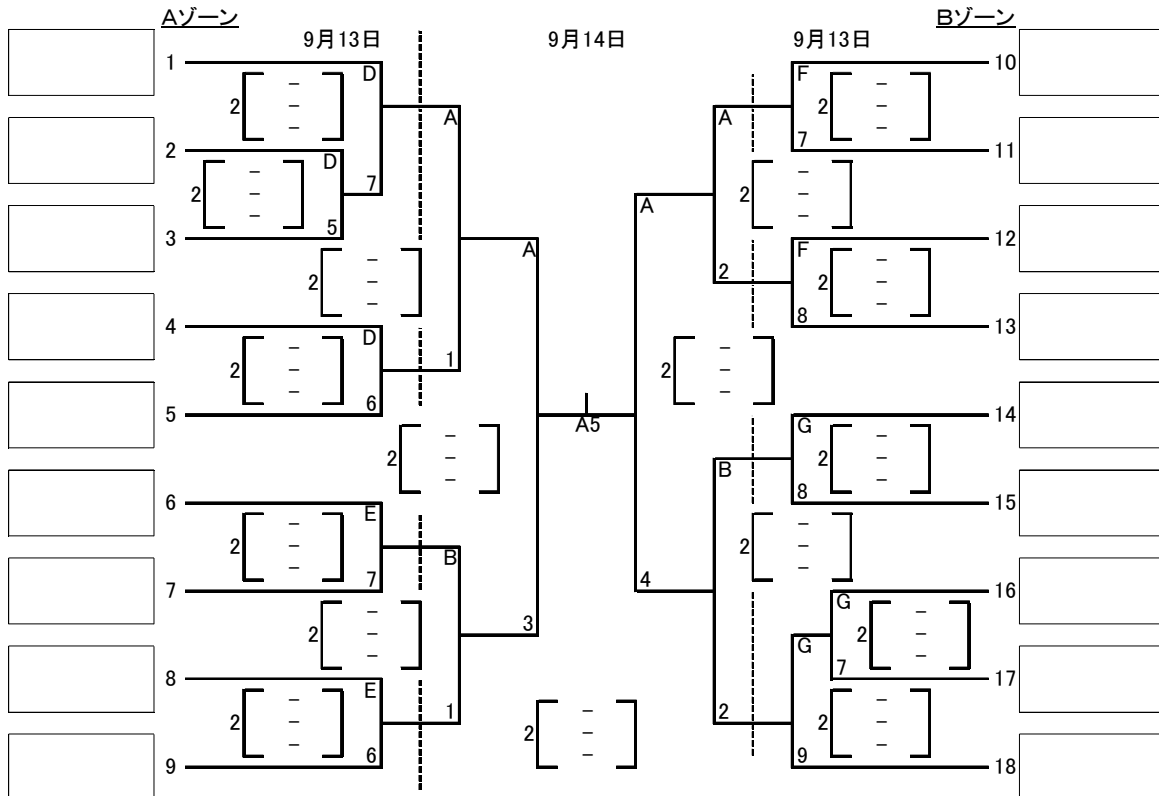 Aゾーン Bゾーン
9月13日 9月14日 9月13日
1 D F 10
2 [ － － － ] A A 2 [ － － － ]
2 D 7 7 11
2 [ － － － ] 2 [ － － － ]
3 5 A A F 12
2 [ － － － ] 2 2 [ － － － ]
4 D 1 8 13
2 [ － － － ] 2 [ － － － ]
5 6 A5 G 14
2 [ － － － ] B 2 [ － － － ]
6 E 8 15
2 [ － － － ] B 2 [ － － － ]
7 7 4 G 16
2 [ － － － ] 3 G 2 [ － － － ]
8 E 7 17
2 [ － － － ] 1 2 [ － － － ] 2 2 [ － － － ]
9 6 9 18